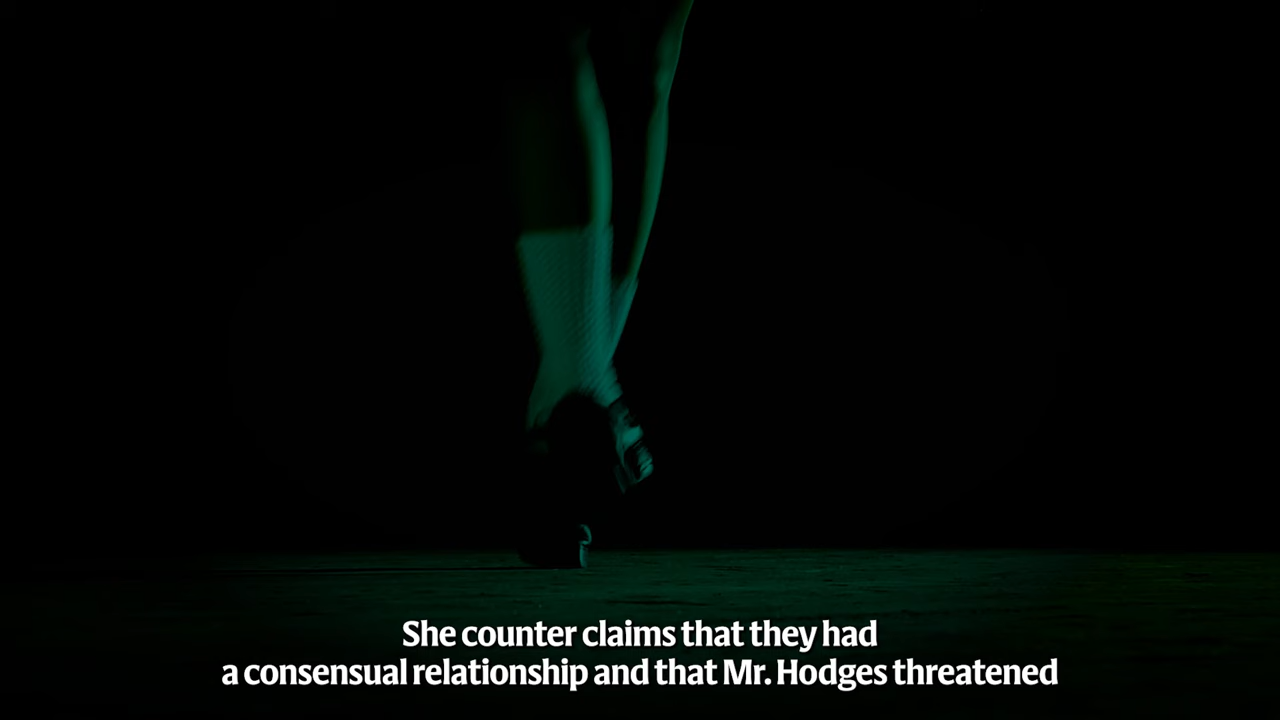 She counter claims that they had
a consensual relationship and that Mr. Hodges threatened